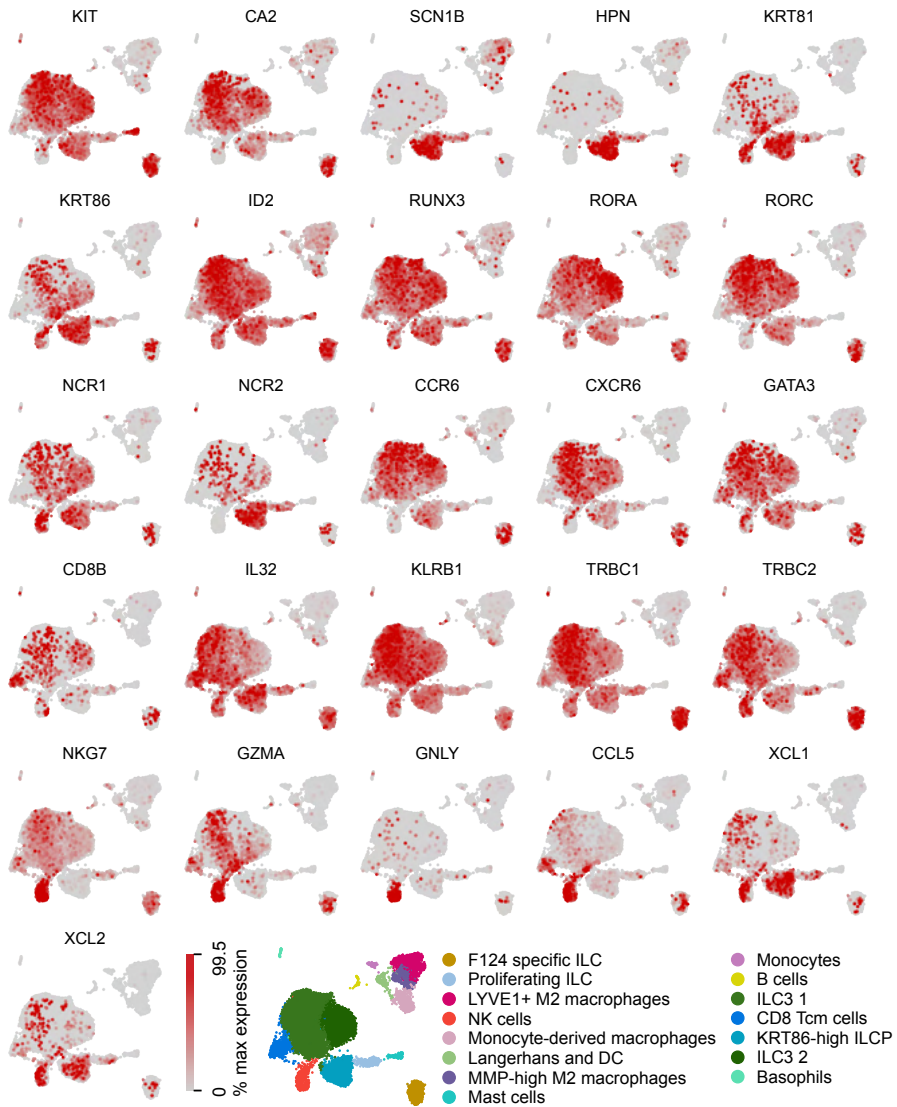 KIT CA2 SCN1B HPN KRT81
KRT86 ID2 RUNX3 RORA RORC
NCR1 NCR2 CCR6 CXCR6 GATA3
CD8B IL32 KLRB1 TRBC1 TRBC2
NKG7 GZMA GNLY CCL5 XCL1
XCL2
0 99.5
% max expression
F124 specific ILC
Proliferating ILC
LYVE1+ M2 macrophages
NK cells
Monocyte-derived macrophages
Langerhans and DC
MMP-high M2 macrophages
Mast cells
Monocytes
B cells
ILC3 1
CD8 Tcm cells
KRT86-high ILCP
ILC3 2
Basophils